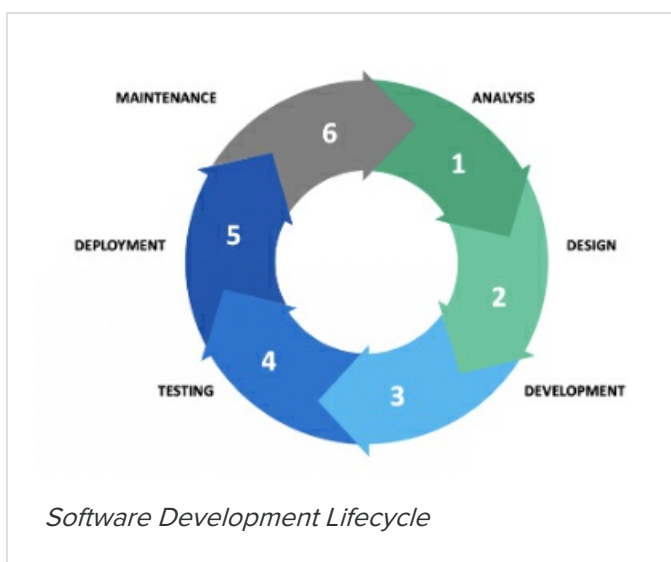 MAINTENANCE
ANALYSIS
6
1
5
DEPLOYMENT
DESIGN
2
4
3
TESTING
DEVELOPMENT
Software Development Lifecycle